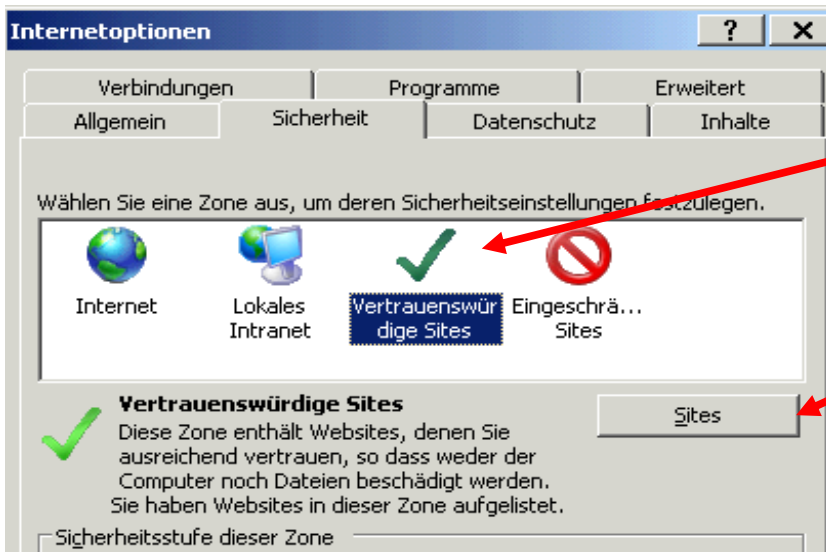 Internetoptionen
? X
Verbindungen Programme Erweitert
Allgemein Sicherheit Datenschutz Inhalte
Wählen Sie eine Zone aus, um deren Sicherheitseinstellungen festzulegen.
Internet Lokales Vertrauenswür Eingeschrä...
Intranet dige Sites Sites
Vertrauenswürdige Sites
Sites
Diese Zone enthält Websites, denen Sie
ausreichend vertrauen, so dass weder der
Computer noch Dateien beschädigt werden.
Sie haben Websites in dieser Zone aufgelistet.
Sicherheitsstufe dieser Zone